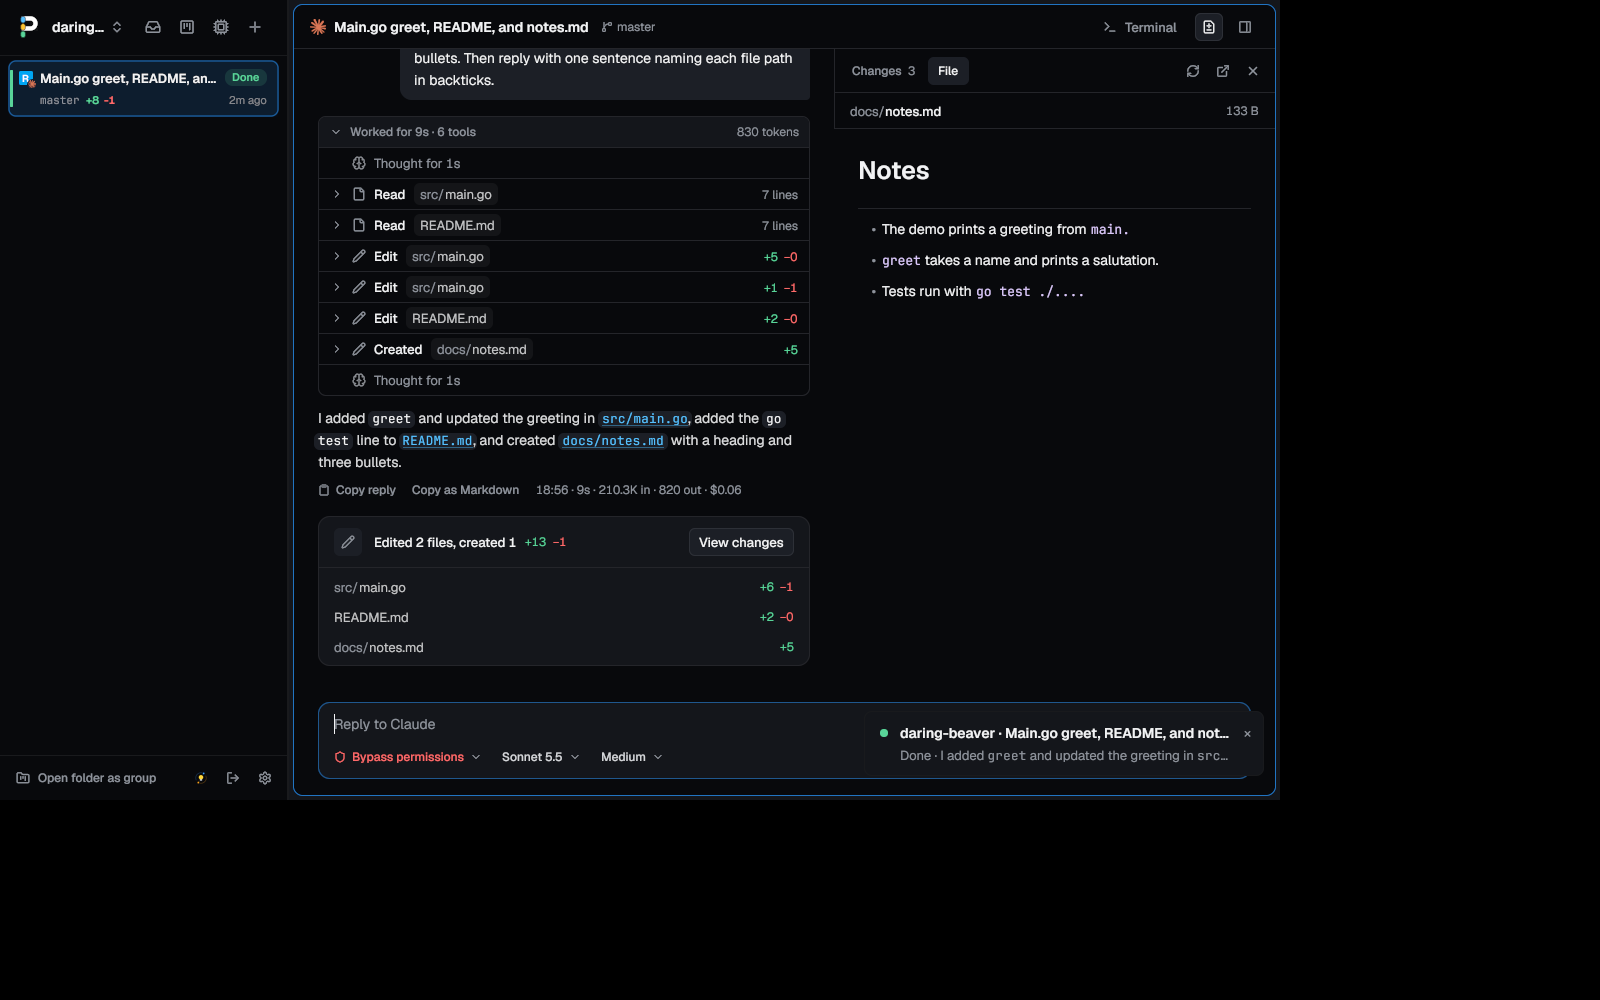 daring...
Main.go greet, README, an... Done
master +8 -1 2m ago
Open folder as group
Main.go greet, README, and notes.md master
Terminal
bullets. Then reply with one sentence naming each file path
in backticks.
Worked for 9s · 6 tools 830 tokens
Thought for 1s
Read src/main.go 7 lines
Read README.md 7 lines
Edit src/main.go +5 −0
Edit src/main.go +1 −1
Edit README.md +2 −0
Created docs/notes.md +5
Thought for 1s
I added greet and updated the greeting in src/main.go, added the go
test line to README.md, and created docs/notes.md with a heading and
three bullets.
Copy reply Copy as Markdown 18:56 · 9s · 210.3K in · 820 out · $0.06
Edited 2 files, created 1 +13 −1 View changes
src/main.go +6 −1
README.md +2 −0
docs/notes.md +5
Reply to Claude
Bypass permissions Sonnet 5.5 Medium
Changes 3 File
docs/notes.md 133 B
Notes
• The demo prints a greeting from main.
• greet takes a name and prints a salutation.
• Tests run with go test ./....
daring-beaver · Main.go greet, README, and not... ×
Done · I added greet and updated the greeting in src...